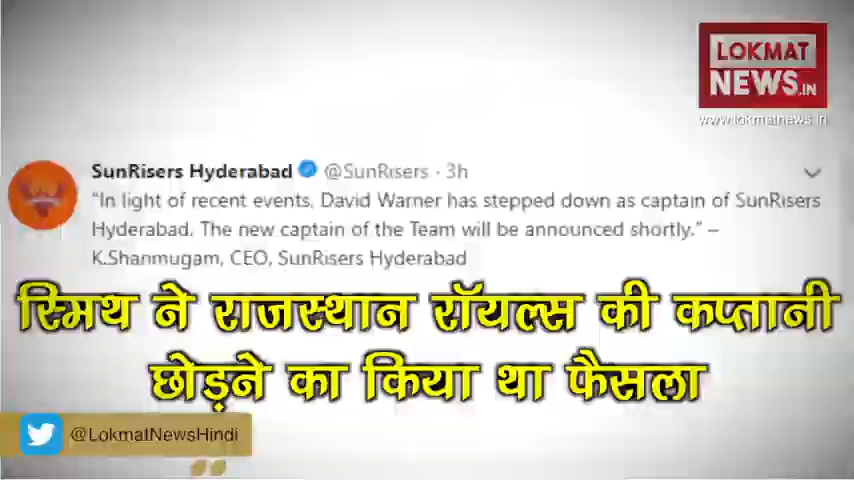 LOKMAT
NEWS.IN
www.lokmatnews.in
SunRisers Hyderabad @SunRisers · 3h
"In light of recent events, David Warner has stepped down as captain of SunRisers
Hyderabad. The new captain of the Team will be announced shortly." –
K.Shanmugam, CEO, SunRisers Hyderabad
स्मिथ ने राजस्थान रॉयल्स की कप्तानी
छोड़ने का किया था फैसला
@LokmatNewsHindi